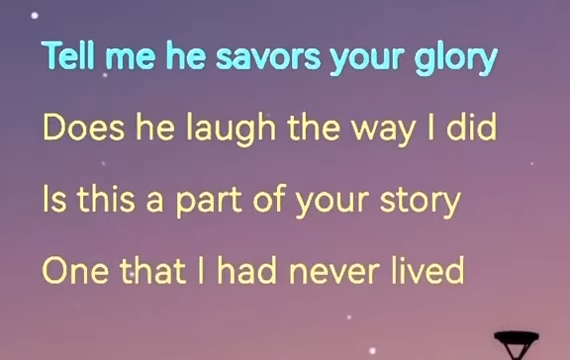 Tell me he savors your glory
Does he laugh the way I did
Is this a part of your story
One that I had never lived